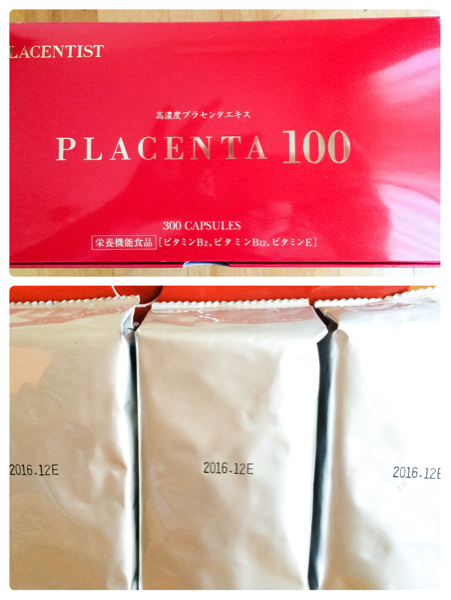 LACENTIST
高濃度プラセンタエキス
PLACENTA 100
300 CAPSULES
栄養機能食品 [ビタミンB2、ビタミンB12、ビタミンE]
2016.12E
2016.12E
2016.12E